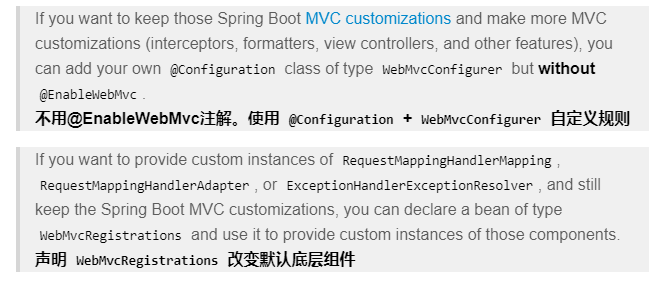 If you want to keep those Spring Boot MVC customizations and make more MVC
customizations (interceptors, formatters, view controllers, and other features), you
can add your own @Configuration class of type WebMvcConfigurer but without
@EnableWebMvc .
不用@EnableWebMvc注解。使用 @Configuration + WebMvcConfigurer 自定义规则
If you want to provide custom instances of RequestMappingHandlerMapping ,
RequestMappingHandlerAdapter , or ExceptionHandlerExceptionResolver , and still
keep the Spring Boot MVC customizations, you can declare a bean of type
WebMvcRegistrations and use it to provide custom instances of those components.
声明 WebMvcRegistrations 改变默认底层组件